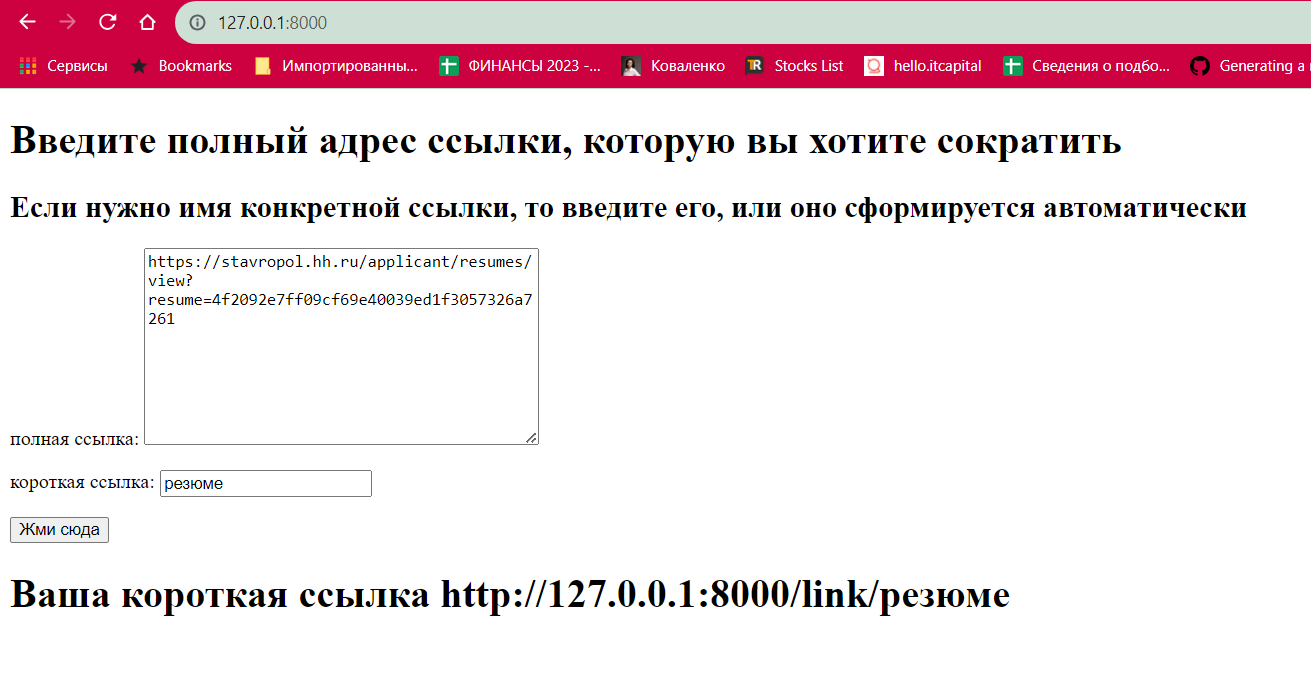 127.0.0.1:8000
Сервисы Bookmarks Импортированны... ФИНАНСЫ 2023 -... Коваленко TR Stocks List hello.itcapital Сведения о подбо... Generating a
Введите полный адрес ссылки, которую вы хотите сократить
Если нужно имя конкретной ссылки, то введите его, или оно сформируется автоматически
https://stavropol.hh.ru/applicant/resumes/
view?
resume=4f2092e7ff09cf69e40039ed1f3057326a7
261
полная ссылка:
короткая ссылка: резюме
Жми сюда
Ваша короткая ссылка http://127.0.0.1:8000/link/резюме